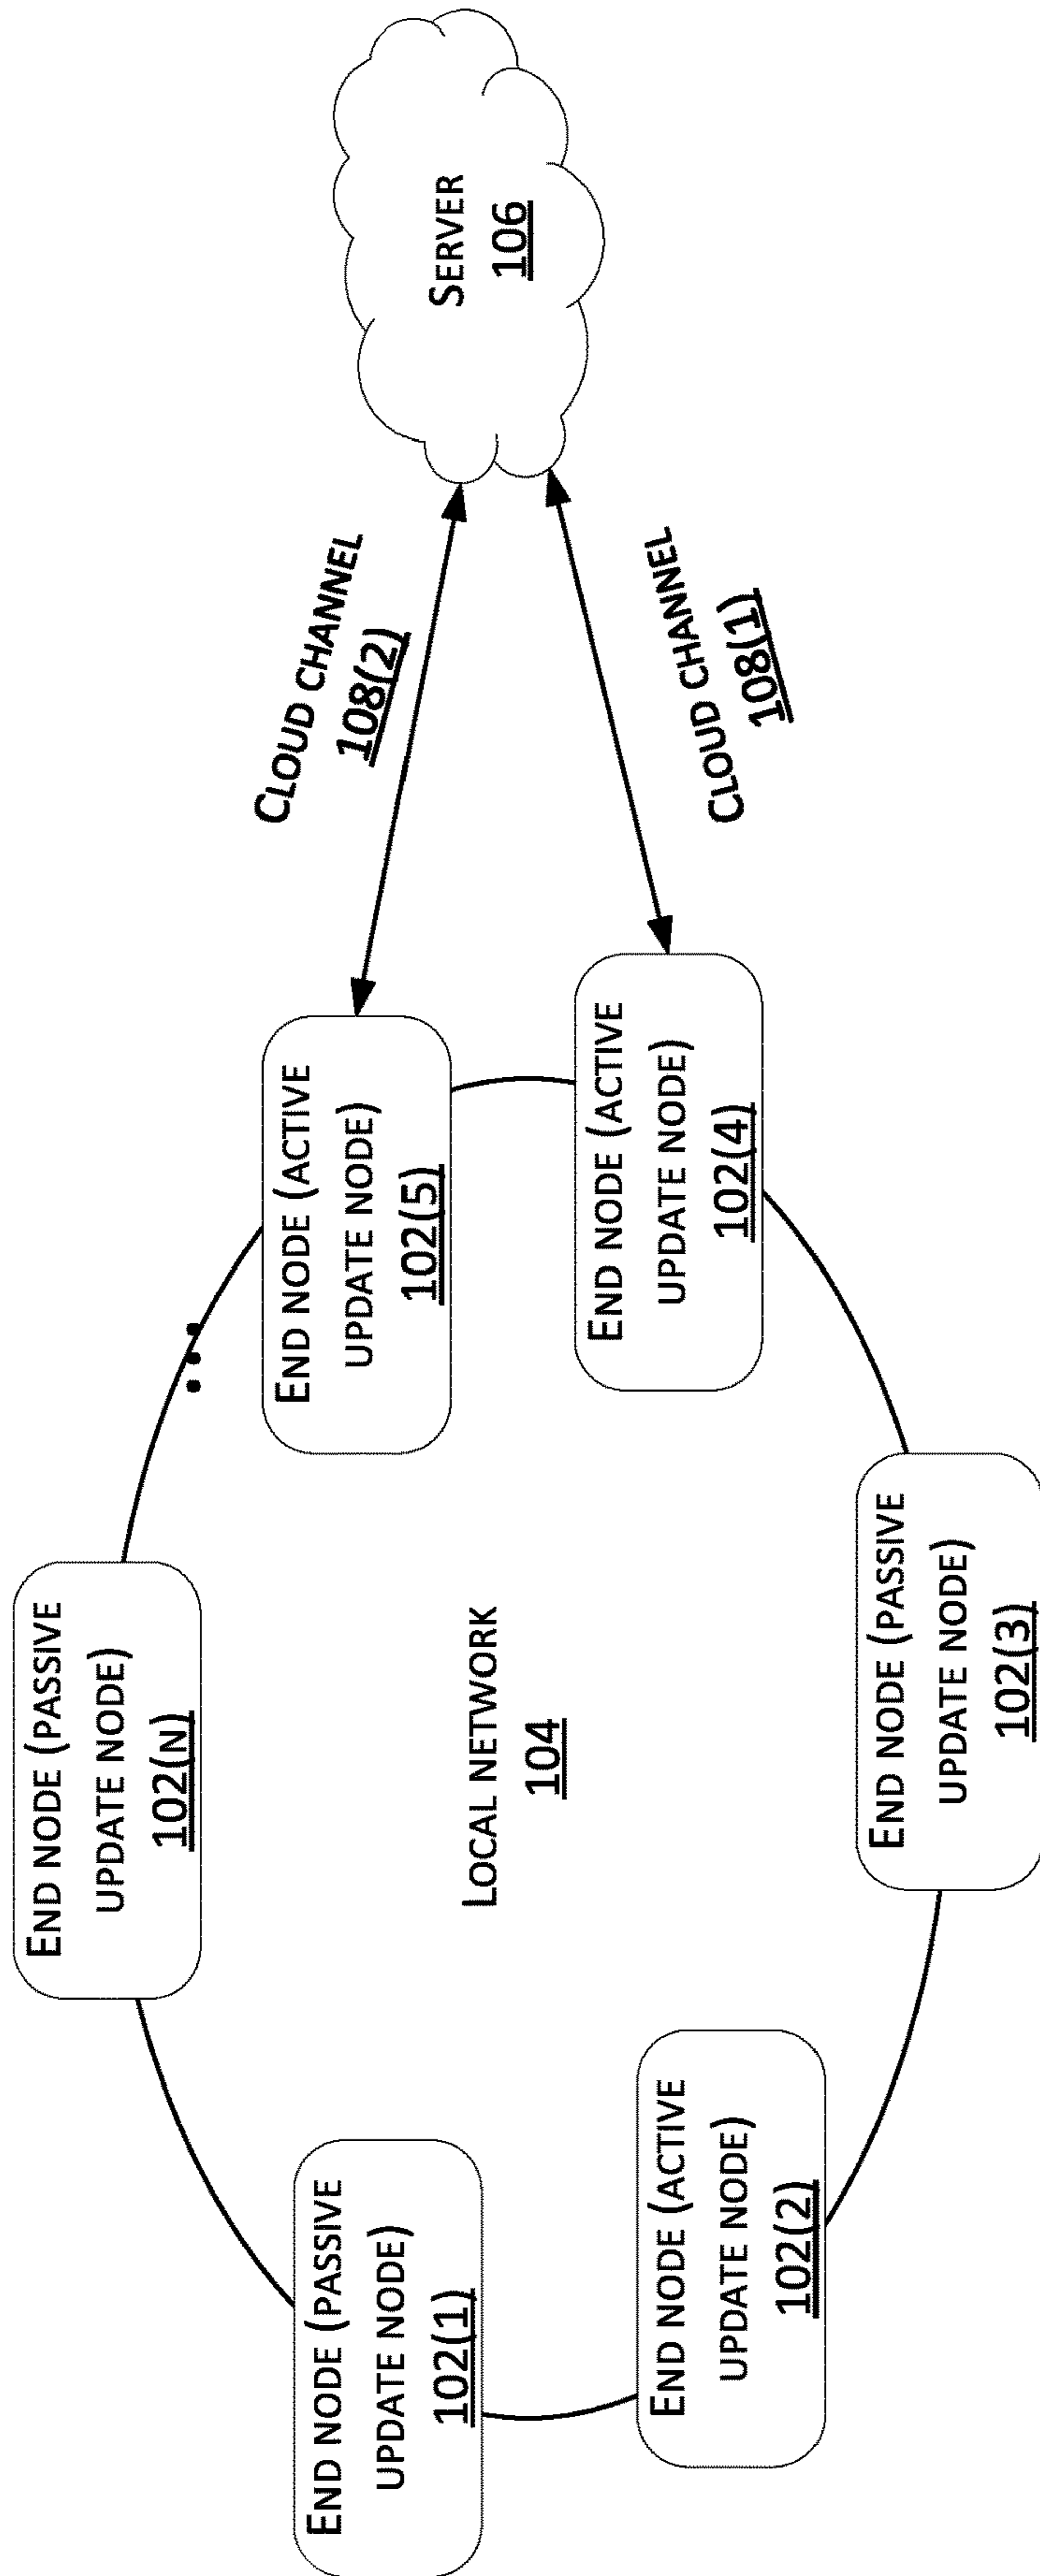 END NODE (PASSIVE
UPDATE NODE)
102(N)
END NODE (PASSIVE
UPDATE NODE)
102(1)
END NODE (ACTIVE
UPDATE NODE)
102(5)
CLOUD CHANNEL
108(2)
SERVER
106
LOCAL NETWORK
104
END NODE (ACTIVE
UPDATE NODE)
102(4)
CLOUD CHANNEL
108(1)
END NODE (ACTIVE
UPDATE NODE)
102(2)
END NODE (PASSIVE
UPDATE NODE)
102(3)